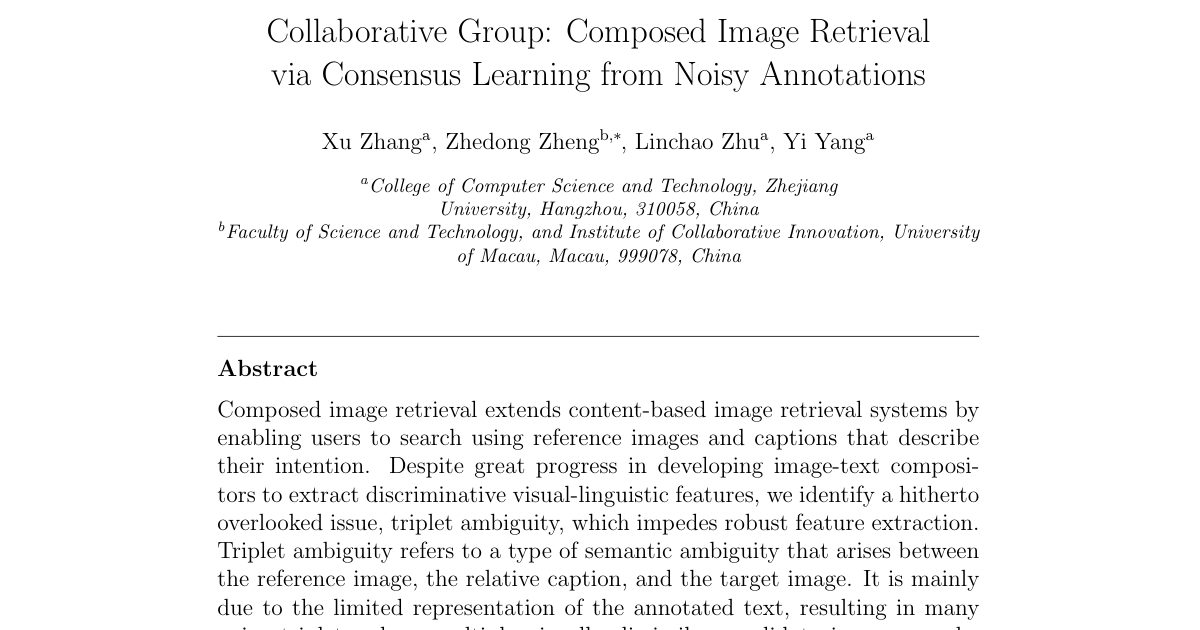 Collaborative Group: Composed Image Retrieval
via Consensus Learning from Noisy Annotations
Xu Zhangᵃ, Zhedong Zhengᵇ,*, Linchao Zhuᵃ, Yi Yangᵃ
ᵃCollege of Computer Science and Technology, Zhejiang
University, Hangzhou, 310058, China
ᵇFaculty of Science and Technology, and Institute of Collaborative Innovation, University
of Macau, Macau, 999078, China
Abstract
Composed image retrieval extends content-based image retrieval systems by
enabling users to search using reference images and captions that describe
their intention. Despite great progress in developing image-text composi-
tors to extract discriminative visual-linguistic features, we identify a hitherto
overlooked issue, triplet ambiguity, which impedes robust feature extraction.
Triplet ambiguity refers to a type of semantic ambiguity that arises between
the reference image, the relative caption, and the target image. It is mainly
due to the limited representation of the annotated text, resulting in many